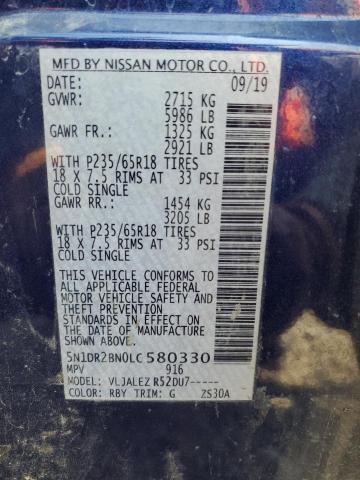 MFD BY NISSAN MOTOR CO., LTD.
DATE: 09/19
GVWR: 2715 KG
5986 LB
GAWR FR: 1325 KG
2921 LB
WITH P235/65R18 TIRES
18 X 7.5 RIMS AT 33 PSI
COLD SINGLE
GAWR RR: 1454 KG
3205 LB
WITH P235/65R18 TIRES
18 X 7.5 RIMS AT 33 PSI
COLD SINGLE
THIS VEHICLE CONFORMS TO
ALL APPLICABLE FEDERAL
MOTOR VEHICLE SAFETY,
BUMPER AND THEFT PREVENTION
STANDARDS IN EFFECT ON THE
DATE OF MANUFACTURE
SHOWN ABOVE.
5N1DR2BN0LC580330
MPV 916
MODEL: VLJALEZ R52DU7-----
COLOR: RBY TRIM: G ZS30A